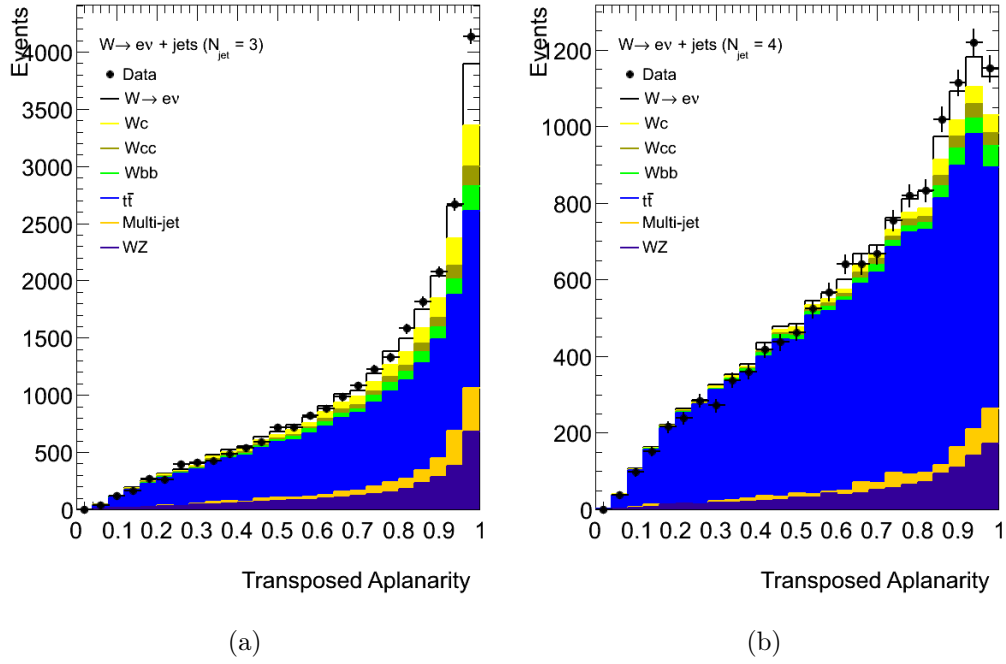 Events
W→ eν + jets (N_jet = 3)
Data
W→ eν
Wc
Wcc
Wbb
tt̄
Multi-jet
WZ
4000
3500
3000
2500
2000
1500
1000
500
0
0 0.1 0.2 0.3 0.4 0.5 0.6 0.7 0.8 0.9 1
Transposed Aplanarity
(a)
Events
W→ eν + jets (N_jet = 4)
Data
W→ eν
Wc
Wcc
Wbb
tt̄
Multi-jet
WZ
1200
1000
800
600
400
200
0
0 0.1 0.2 0.3 0.4 0.5 0.6 0.7 0.8 0.9 1
Transposed Aplanarity
(b)